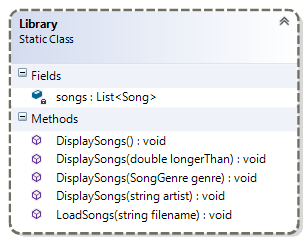 Library
Static Class
Fields
songs : List<Song>
Methods
DisplaySongs() : void
DisplaySongs(double longerThan) : void
DisplaySongs(SongGenre genre) : void
DisplaySongs(string artist) : void
LoadSongs(string filename) : void